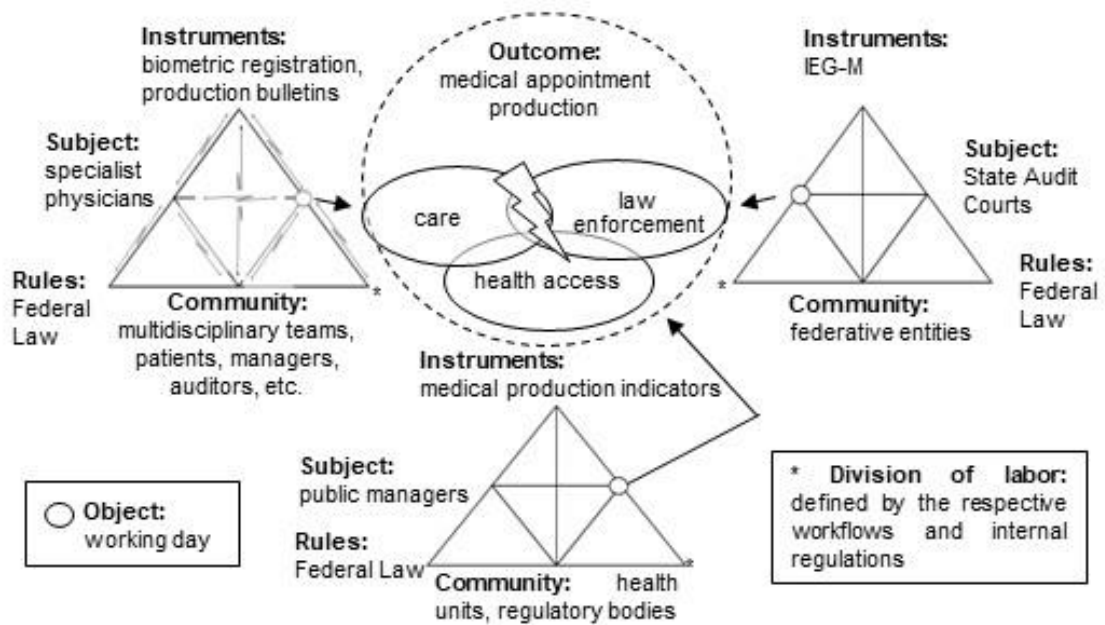 Instruments:
biometric registration,
production bulletins
Subject:
specialist
physicians
Rules:
Federal
Law
*
Community:
multidisciplinary teams,
patients, managers,
auditors, etc.
Outcome:
medical appointment
production
care
law
enforcement
health access
Instruments:
IEG-M
Subject:
State Audit
Courts
*
Rules:
Federal
Law
Community:
federative entities
Instruments:
medical production indicators
Subject:
public managers
Rules:
Federal Law
*
Community: health
units, regulatory bodies
Object:
working day
* Division of labor:
defined by the respective
workflows and internal
regulations